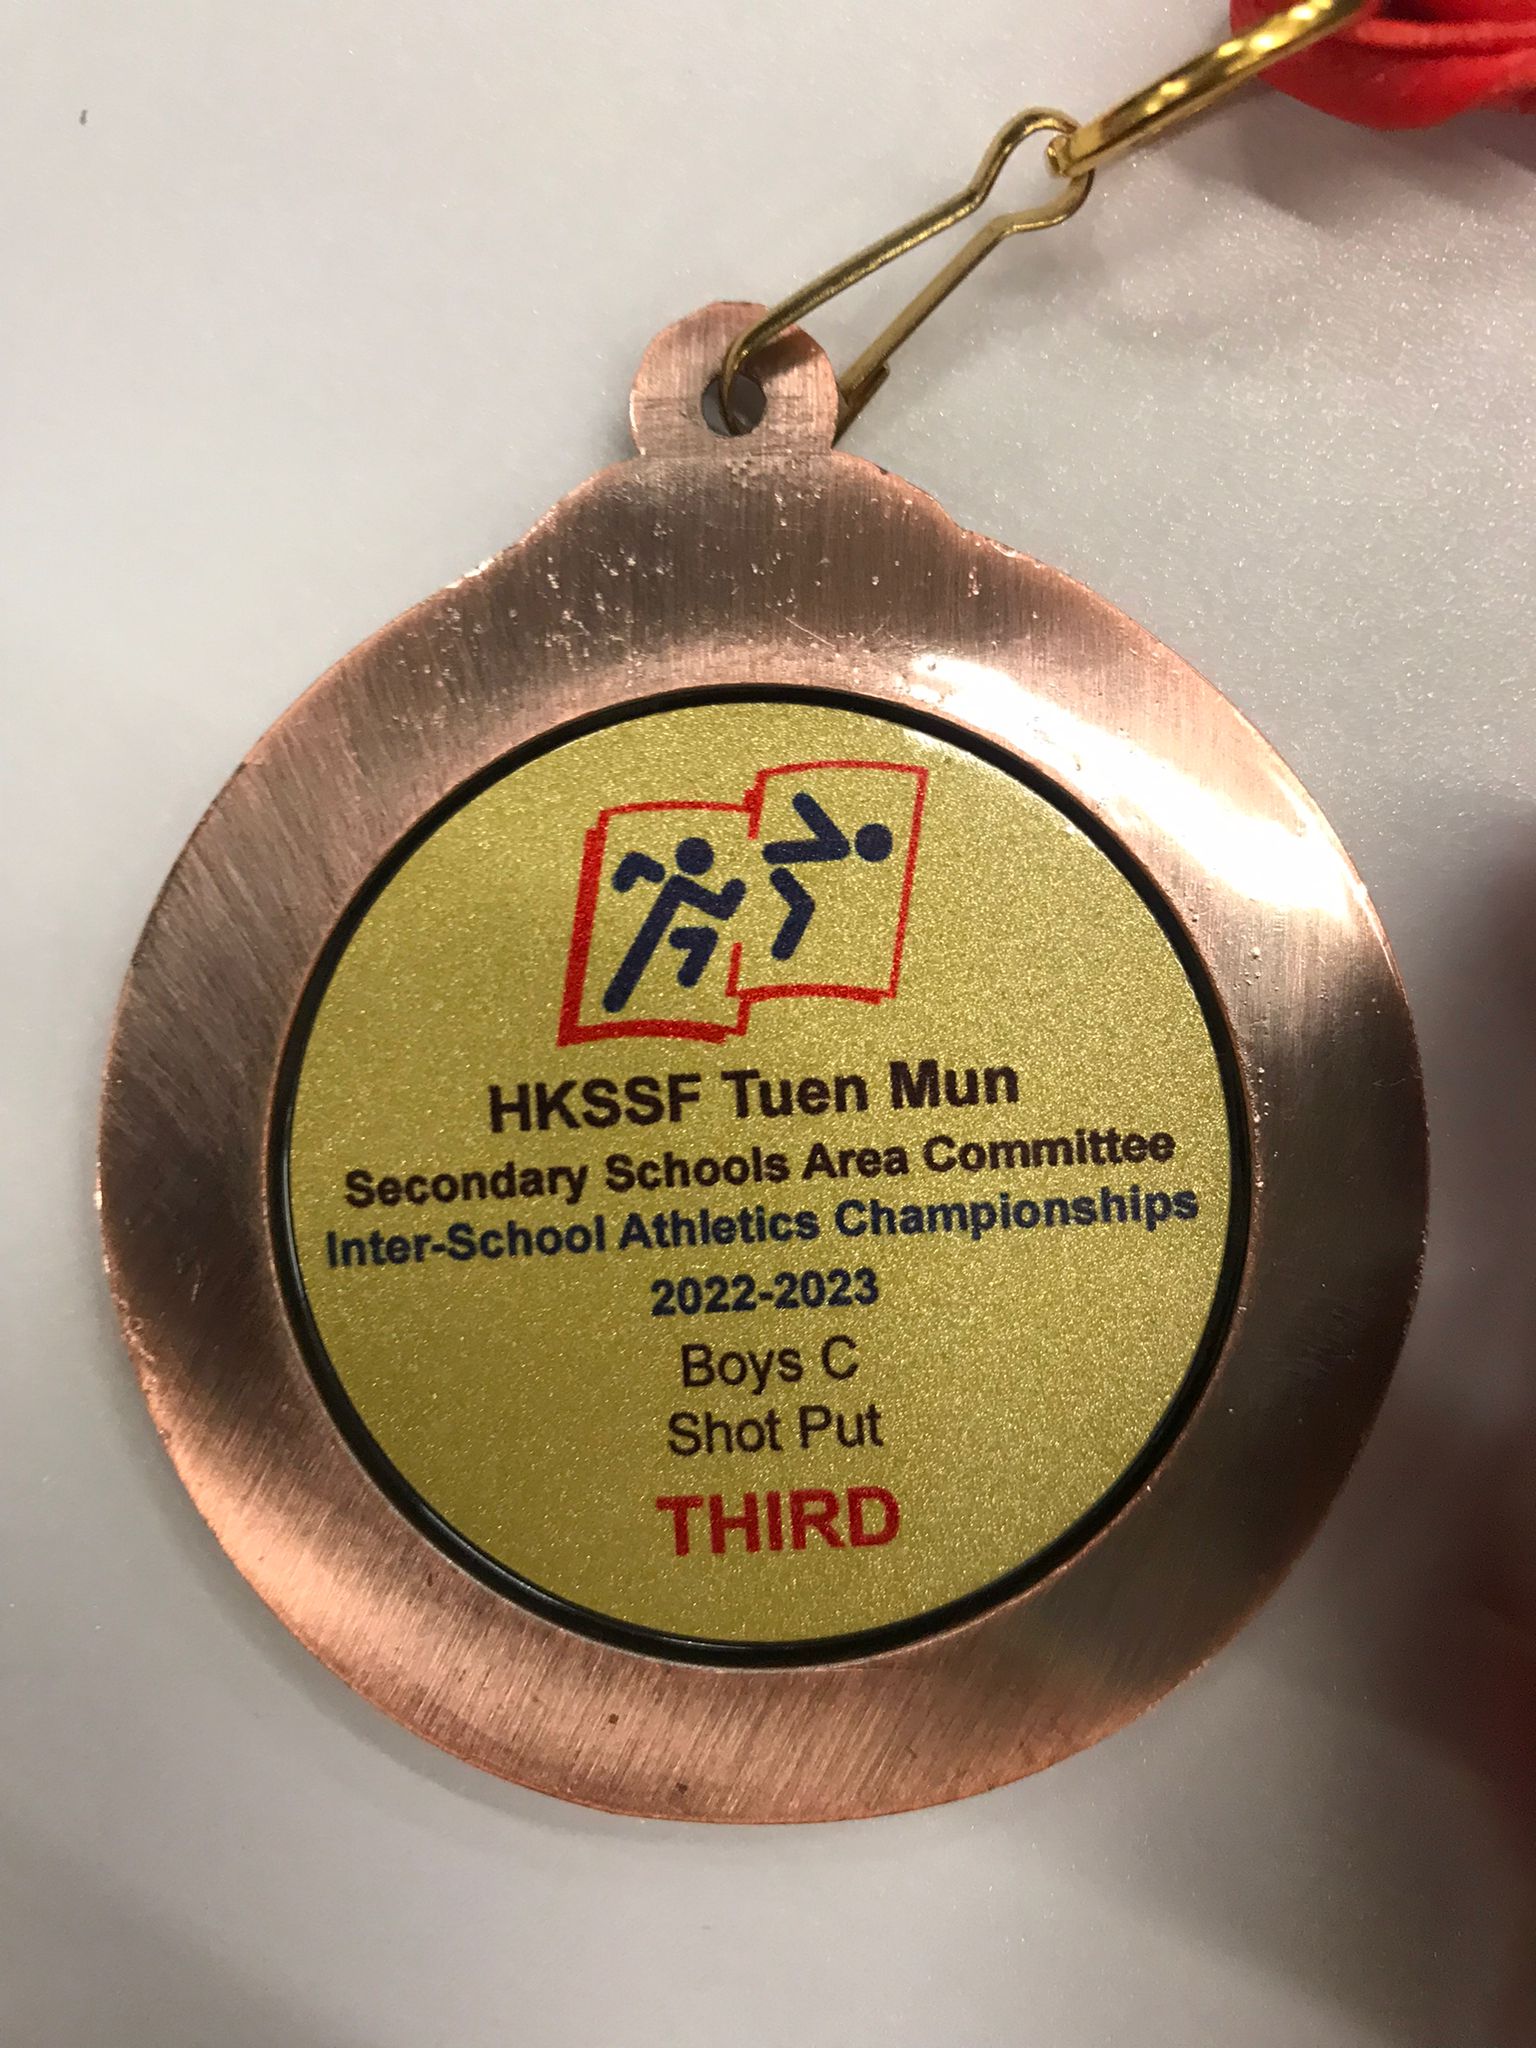 HKSSF Tuen Mun
Secondary Schools Area Committee
Inter-School Athletics Championships
2022-2023
Boys C
Shot Put
THIRD